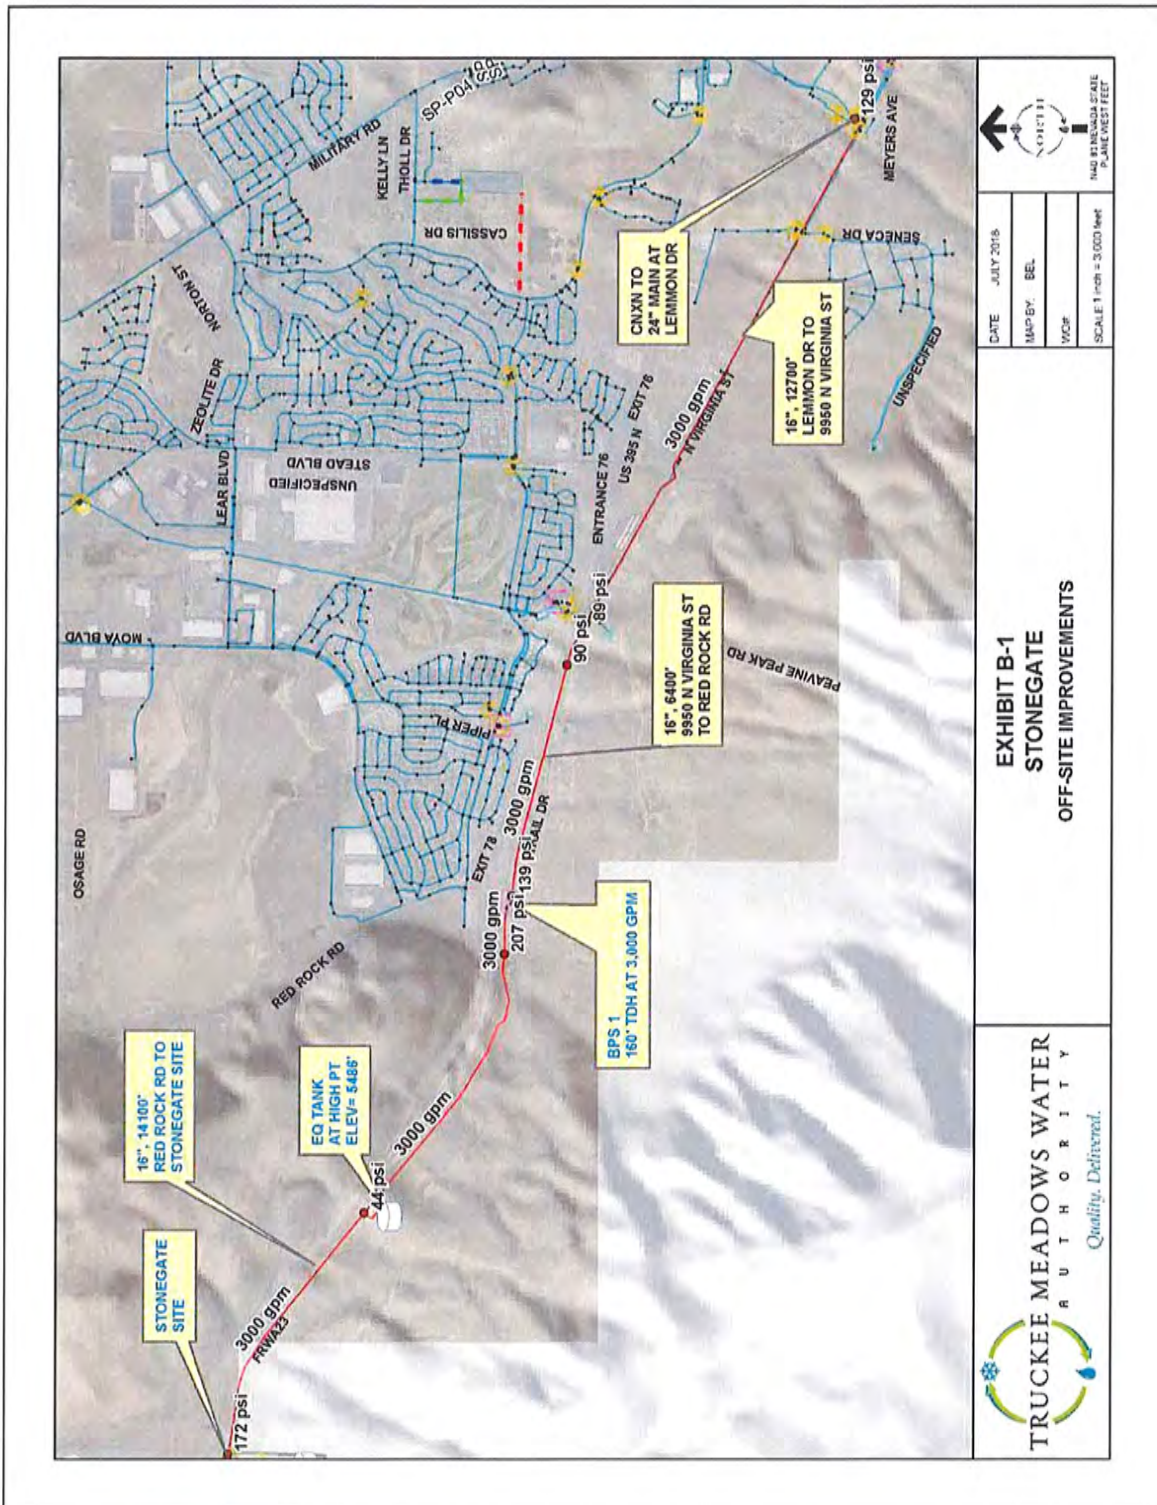 STONEGATE
SITE
16", 14100'
RED ROCK RD TO
STONEGATE SITE
EQ TANK
AT HIGH PT
ELEV= 5486'
BPS 1
160' TDH AT 3,000 GPM
16", 6400'
9950 N VIRGINIA ST
TO RED ROCK RD
CNXN TO
24" MAIN AT
LEMMON DR
16", 12700'
LEMMON DR TO
9950 N VIRGINIA ST
172 psi
3000 gpm
FRWA23
44 psi
3000 gpm
3000 gpm
207 psi
139 psi
3000 gpm
90 psi
89 psi
3000 gpm
N VIRGINIA ST
129 psi
RED ROCK RD
OSAGE RD
EXIT 78
PIPER PL
MOYA BLVD
PEAVINE PEAK RD
LEAR BLVD
ZEOLITE DR
NORTON ST
UNSPECIFIED
STEAD BLVD
ENTRANCE 76
US 395 N
EXIT 76
MILITARY RD
KELLY LN
THOLL DR
CASSILIS DR
SP-P04
UNSPECIFIED
SENECA DR
MEYERS AVE
TRUCKEE MEADOWS WATER
AUTHORITY
Quality. Delivered.
EXHIBIT B-1
STONEGATE
OFF-SITE IMPROVEMENTS
DATE JULY 2018
MAP BY: BEL
WO#:
SCALE 1 inch = 3,000 feet
NORTH
NAD 83 NEVADA STATE
PLANE WEST FEET